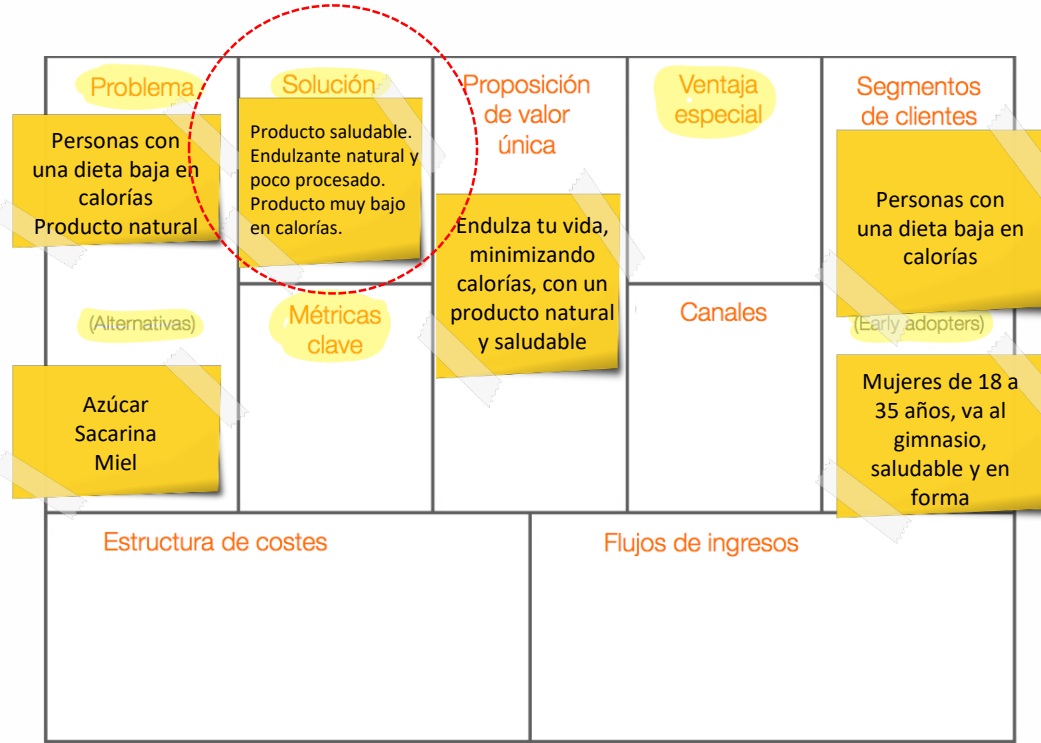 Problema
Personas con
una dieta baja en
calorías
Producto natural
(Alternativas)
Azúcar
Sacarina
Miel
Solución
Producto saludable.
Endulzante natural y
poco procesado.
Producto muy bajo
en calorías.
Métricas
clave
Proposición
de valor
única
Endulza tu vida,
minimizando
calorías, con un
producto natural
y saludable
Ventaja
especial
Canales
Segmentos
de clientes
Personas con
una dieta baja en
calorías
(Early adopters)
Mujeres de 18 a
35 años, va al
gimnasio,
saludable y en
forma
Estructura de costes
Flujos de ingresos